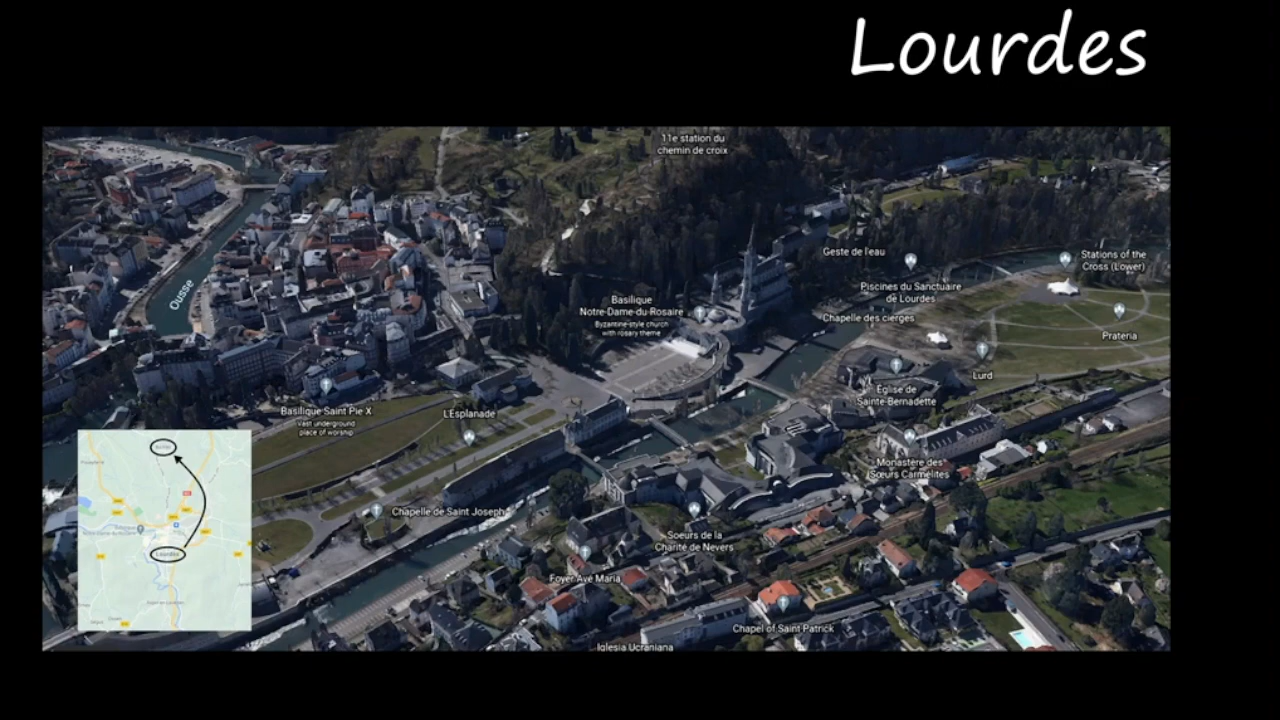 Lourdes
11e station du
chemin de croix
Geste de l'eau
Stations of the
Cross (Lower)
Ousse
Basilique
Notre-Dame-du-Rosaire
Byzantine-style church
with rosary theme
Piscines du Sanctuaire
de Lourdes
Chapelle des cierges
Prateria
Lurd
Église de
Sainte-Bernadette
Basilique Saint Pie X
Vast underground
place of worship
L'Esplanade
Monastère des
Sœurs Carmélites
Chapelle de Saint Joseph
Soeurs de la
Charité de Nevers
Lourdes
Foyer Ave Maria
Chapel of Saint Patrick
Iglesia Ucraniana